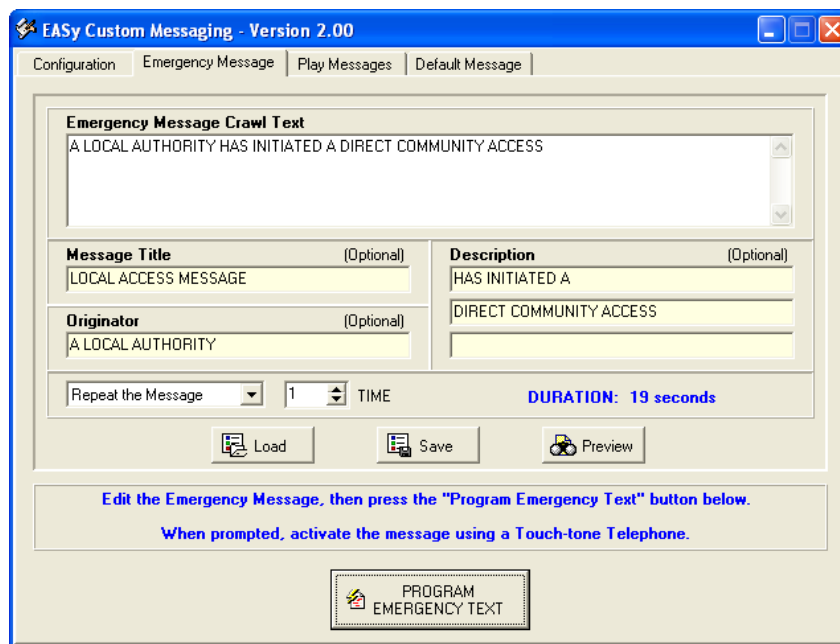 EASy Custom Messaging - Version 2.00
Configuration
Emergency Message
Play Messages
Default Message
Emergency Message Crawl Text
A LOCAL AUTHORITY HAS INITIATED A DIRECT COMMUNITY ACCESS
Message Title
(Optional)
LOCAL ACCESS MESSAGE
Originator
(Optional)
A LOCAL AUTHORITY
Description
(Optional)
HAS INITIATED A
DIRECT COMMUNITY ACCESS
Repeat the Message
1
TIME
DURATION: 19 seconds
Load
Save
Preview
Edit the Emergency Message, then press the "Program Emergency Text" button below.
When prompted, activate the message using a Touch-tone Telephone.
PROGRAM
EMERGENCY TEXT